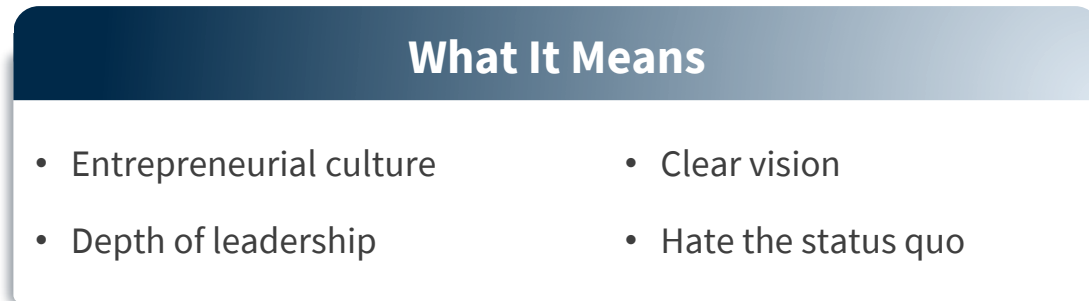 What It Means
• Entrepreneurial culture
• Depth of leadership
• Clear vision
• Hate the status quo